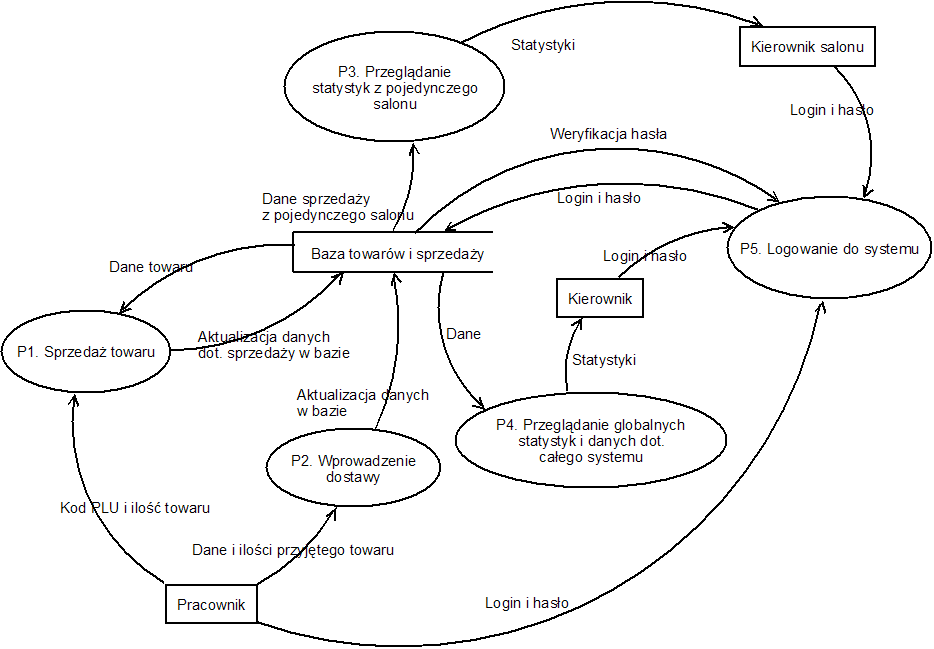 Statystyki
Kierownik salonu
P3. Przeglądanie
statystyk z pojedynczego
salonu
Login i hasło
Weryfikacja hasła
Dane sprzedaży
z pojedynczego salonu
Login i hasło
Baza towarów i sprzedaży
P5. Logowanie do systemu
Login i hasło
Dane towaru
Kierownik
Aktualizacja danych
dot. sprzedaży w bazie
Dane
P1. Sprzedaż towaru
Statystyki
Aktualizacja danych
w bazie
P4. Przeglądanie globalnych
statystyk i danych dot.
całego systemu
P2. Wprowadzenie
dostawy
Kod PLU i ilość towaru
Dane i ilości przyjętego towaru
Pracownik
Login i hasło